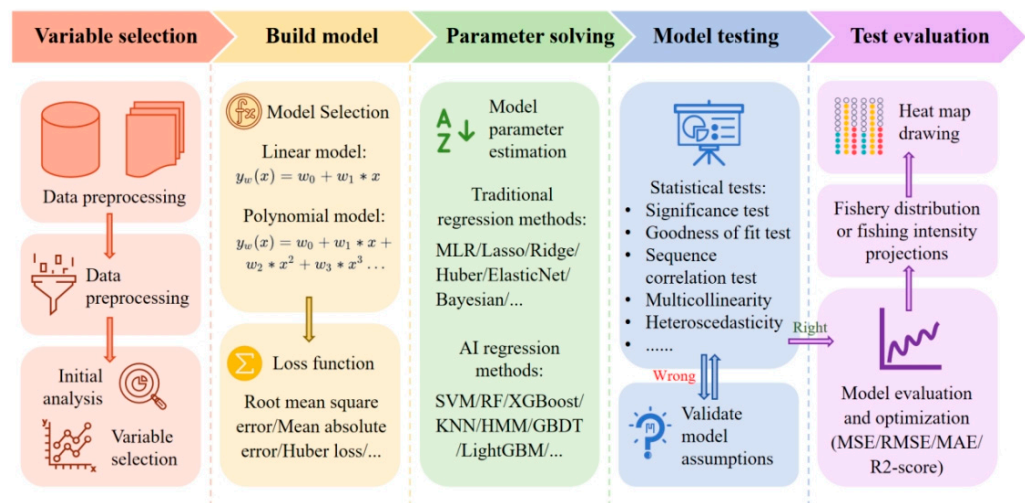 Variable selection
Build model
Parameter solving
Model testing
Test evaluation
Data preprocessing
Data
preprocessing
Initial
analysis
Variable
selection
y
x
fx
Model Selection
Linear model:
y_w(x) = w_0 + w_1 * x
Polynomial model:
y_w(x) = w_0 + w_1 * x +
w_2 * x^2 + w_3 * x^3 ...
Σ
Loss function
Root mean square
error/Mean absolute
error/Huber loss/...
A
Z
Model
parameter
estimation
Traditional
regression methods:
MLR/Lasso/Ridge/
Huber/ElasticNet/
Bayesian/...
AI regression
methods:
SVM/RF/XGBoost/
KNN/HMM/GBDT
/LightGBM/...
Statistical tests:
• Significance test
• Goodness of fit test
• Sequence
correlation test
• Multicollinearity
• Heteroscedasticity
• ......
Right
Wrong
Validate
model
assumptions
Heat map
drawing
Fishery distribution
or fishing intensity
projections
Model evaluation
and optimization
(MSE/RMSE/MAE/
R2-score)